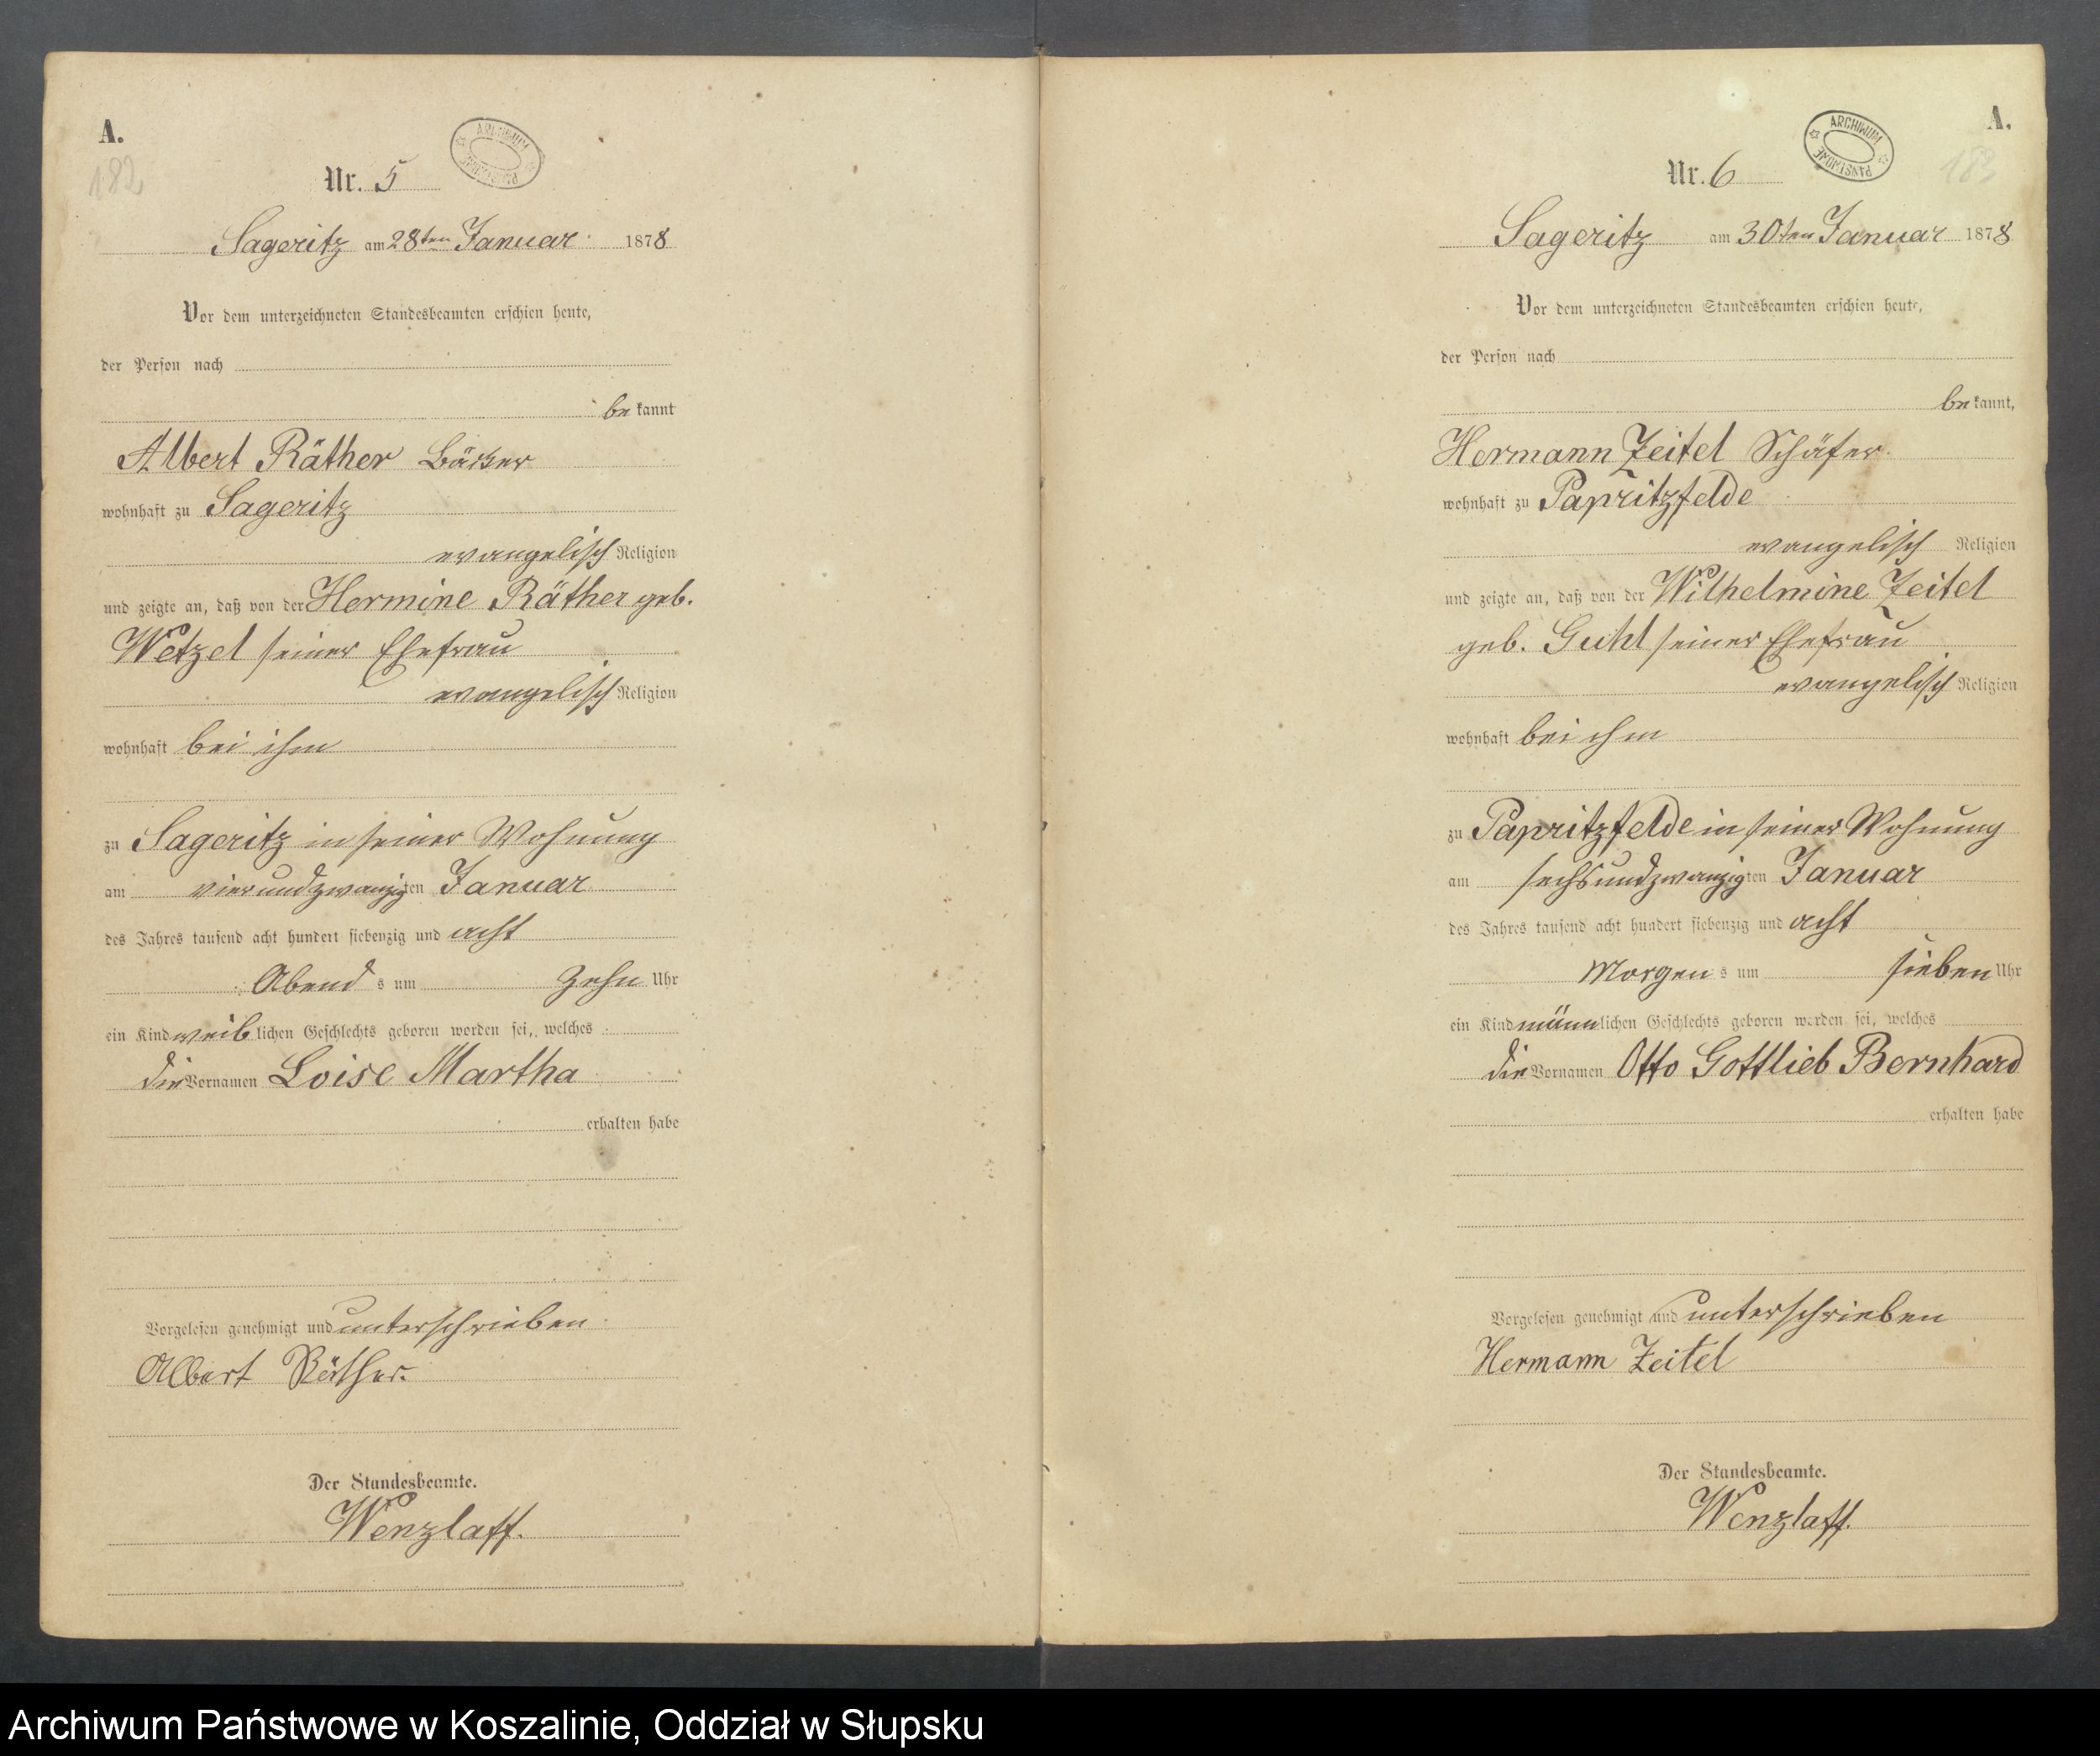 A.
182
Nr. 5
ARCHIWUM PAŃSTWOWE
Sageritz am 28ten Januar 1878
Vor dem unterzeichneten Standesbeamten erschien heute,
der Person nach
bekannt
Albert Räther Bäcker
wohnhaft zu Sageritz
evangelisch Religion
und zeigte an, daß von der Hermine Räther geb.
Wetzel seiner Ehefrau
evangelisch Religion
wohnhaft bei ihm
zu Sageritz in seiner Wohnung
am vierundzwanzigten Januar
des Jahres tausend acht hundert siebenzig und acht
Abends um zehn Uhr
ein Kind weiblichen Geschlechts geboren worden sei, welches
die Vornamen Loise Martha
erhalten habe
Vorgelesen genehmigt und unterschrieben
Albert Räther.
Der Standesbeamte.
Wenzlaff.
A.
183
Nr. 6
ARCHIWUM PAŃSTWOWE
Sageritz am 30ten Januar 1878
Vor dem unterzeichneten Standesbeamten erschien heute,
der Person nach
bekannt,
Hermann Zeitel Schäfer
wohnhaft zu Papritzfelde
evangelisch Religion
und zeigte an, daß von der Wilhelmine Zeitel
geb. Guhl seiner Ehefrau
evangelisch Religion
wohnhaft bei ihm
zu Papritzfelde in seiner Wohnung
am sechsundzwanzigten Januar
des Jahres tausend acht hundert siebenzig und acht
Morgens um sieben Uhr
ein Kind männlichen Geschlechts geboren worden sei, welches
die Vornamen Otto Gottlieb Bernhard
erhalten habe
Vorgelesen genehmigt und unterschrieben
Hermann Zeitel
Der Standesbeamte.
Wenzlaff.
Archiwum Państwowe w Koszalinie, Oddział w Słupsku